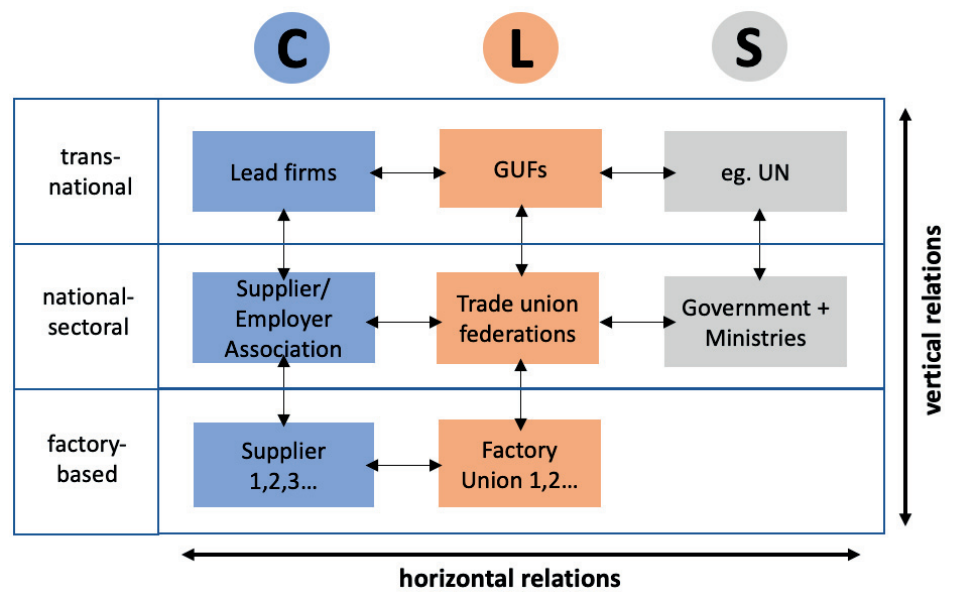 C
L
S
trans-
national
Lead firms
GUFs
eg. UN
national-
sectoral
Supplier/
Employer
Association
Trade union
federations
Government +
Ministries
factory-
based
Supplier
1,2,3...
Factory
Union 1,2...
vertical relations
horizontal relations